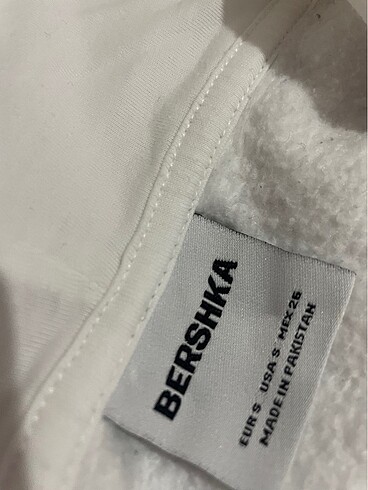 BERSHKA
EUR S USA S MEX 26
MADE IN PAKISTAN